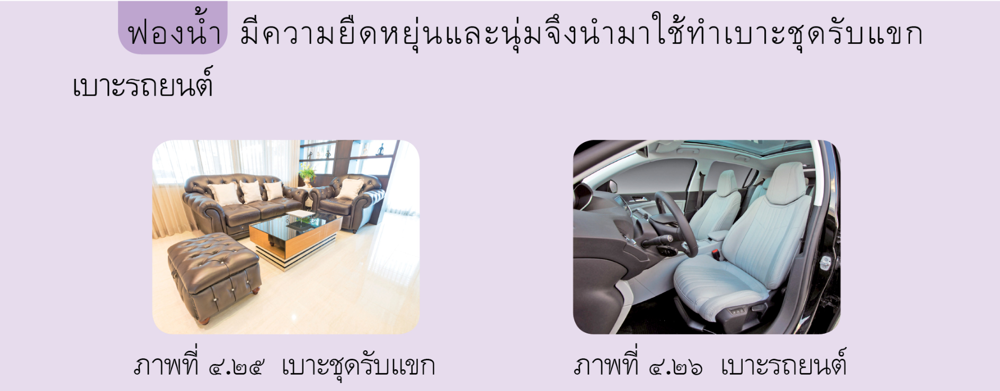 ฟองน้ำ มีความยืดหยุ่นและนุ่มจึงนำมาใช้ทำเบาะชุดรับแขก
เบาะรถยนต์
ภาพที่ ๔.๒๕ เบาะชุดรับแขก
ภาพที่ ๔.๒๖ เบาะรถยนต์